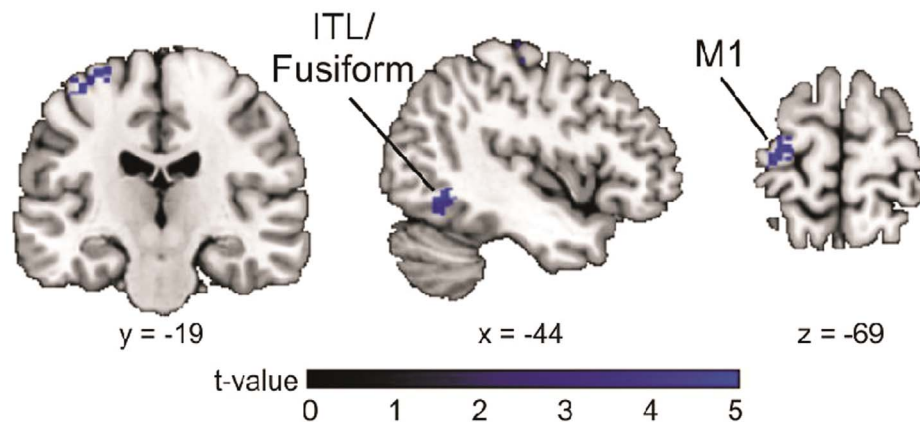 ITL/
Fusiform
M1
y = -19
x = -44
z = -69
t-value
0 1 2 3 4 5